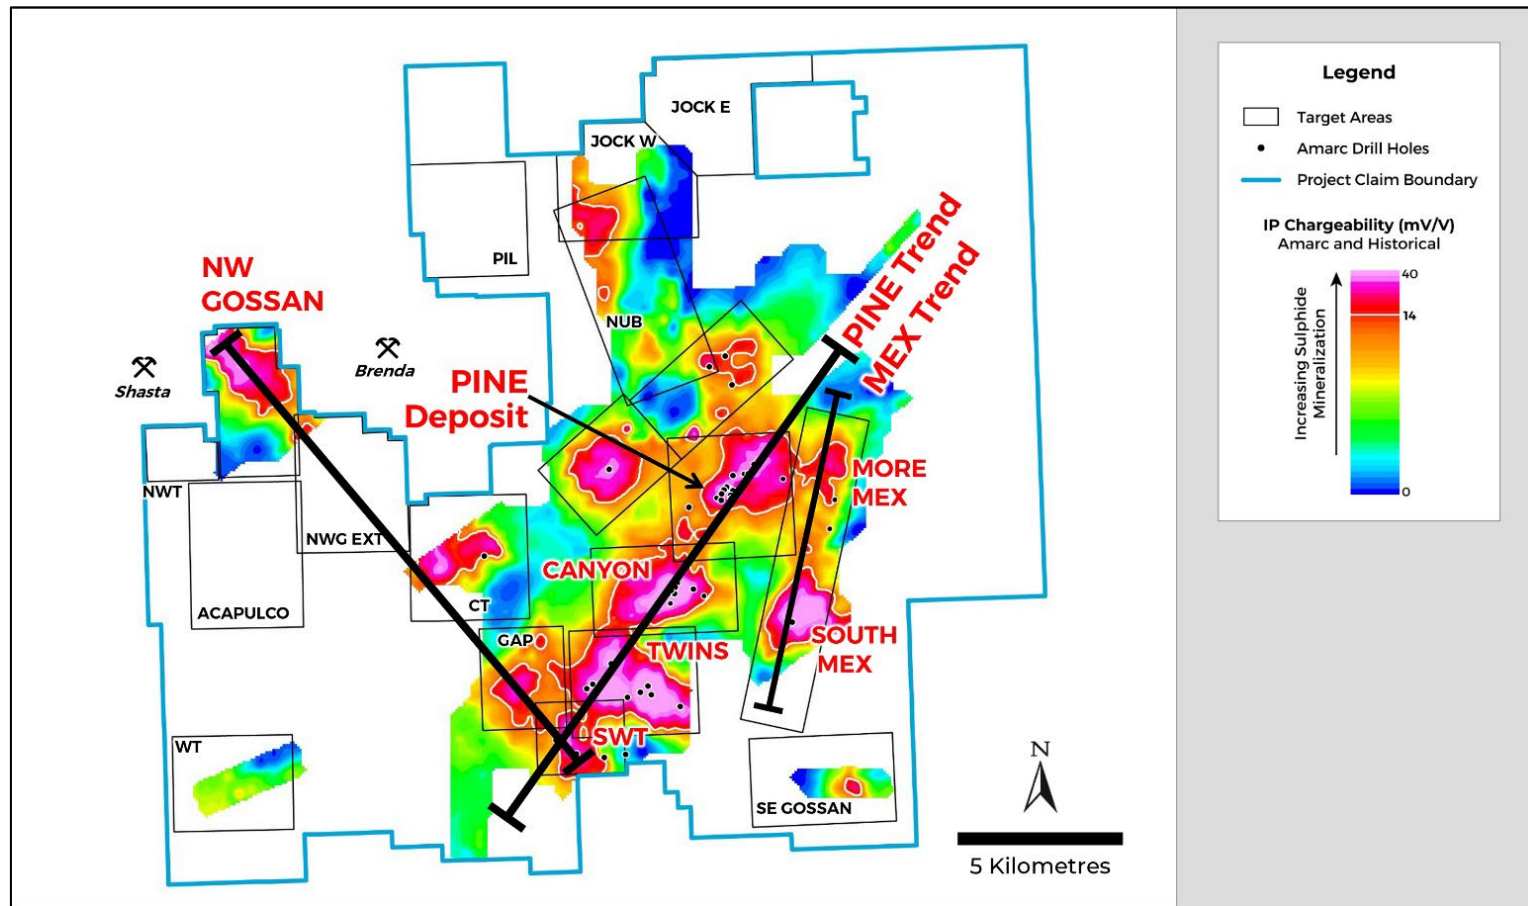 JOCK E
JOCK W
PIL
NW
GOSSAN
NUB
PINE Trend
MEX Trend
Shasta
Brenda
PINE
Deposit
NWT
NWG EXT
MORE
MEX
ACAPULCO
CT
CANYON
GAP
TWINS
SOUTH
MEX
SWT
WT
SE GOSSAN
N
5 Kilometres
Legend
Target Areas
Amarc Drill Holes
Project Claim Boundary
IP Chargeability (mV/V)
Amarc and Historical
Increasing Sulphide
Mineralization
40
14
0